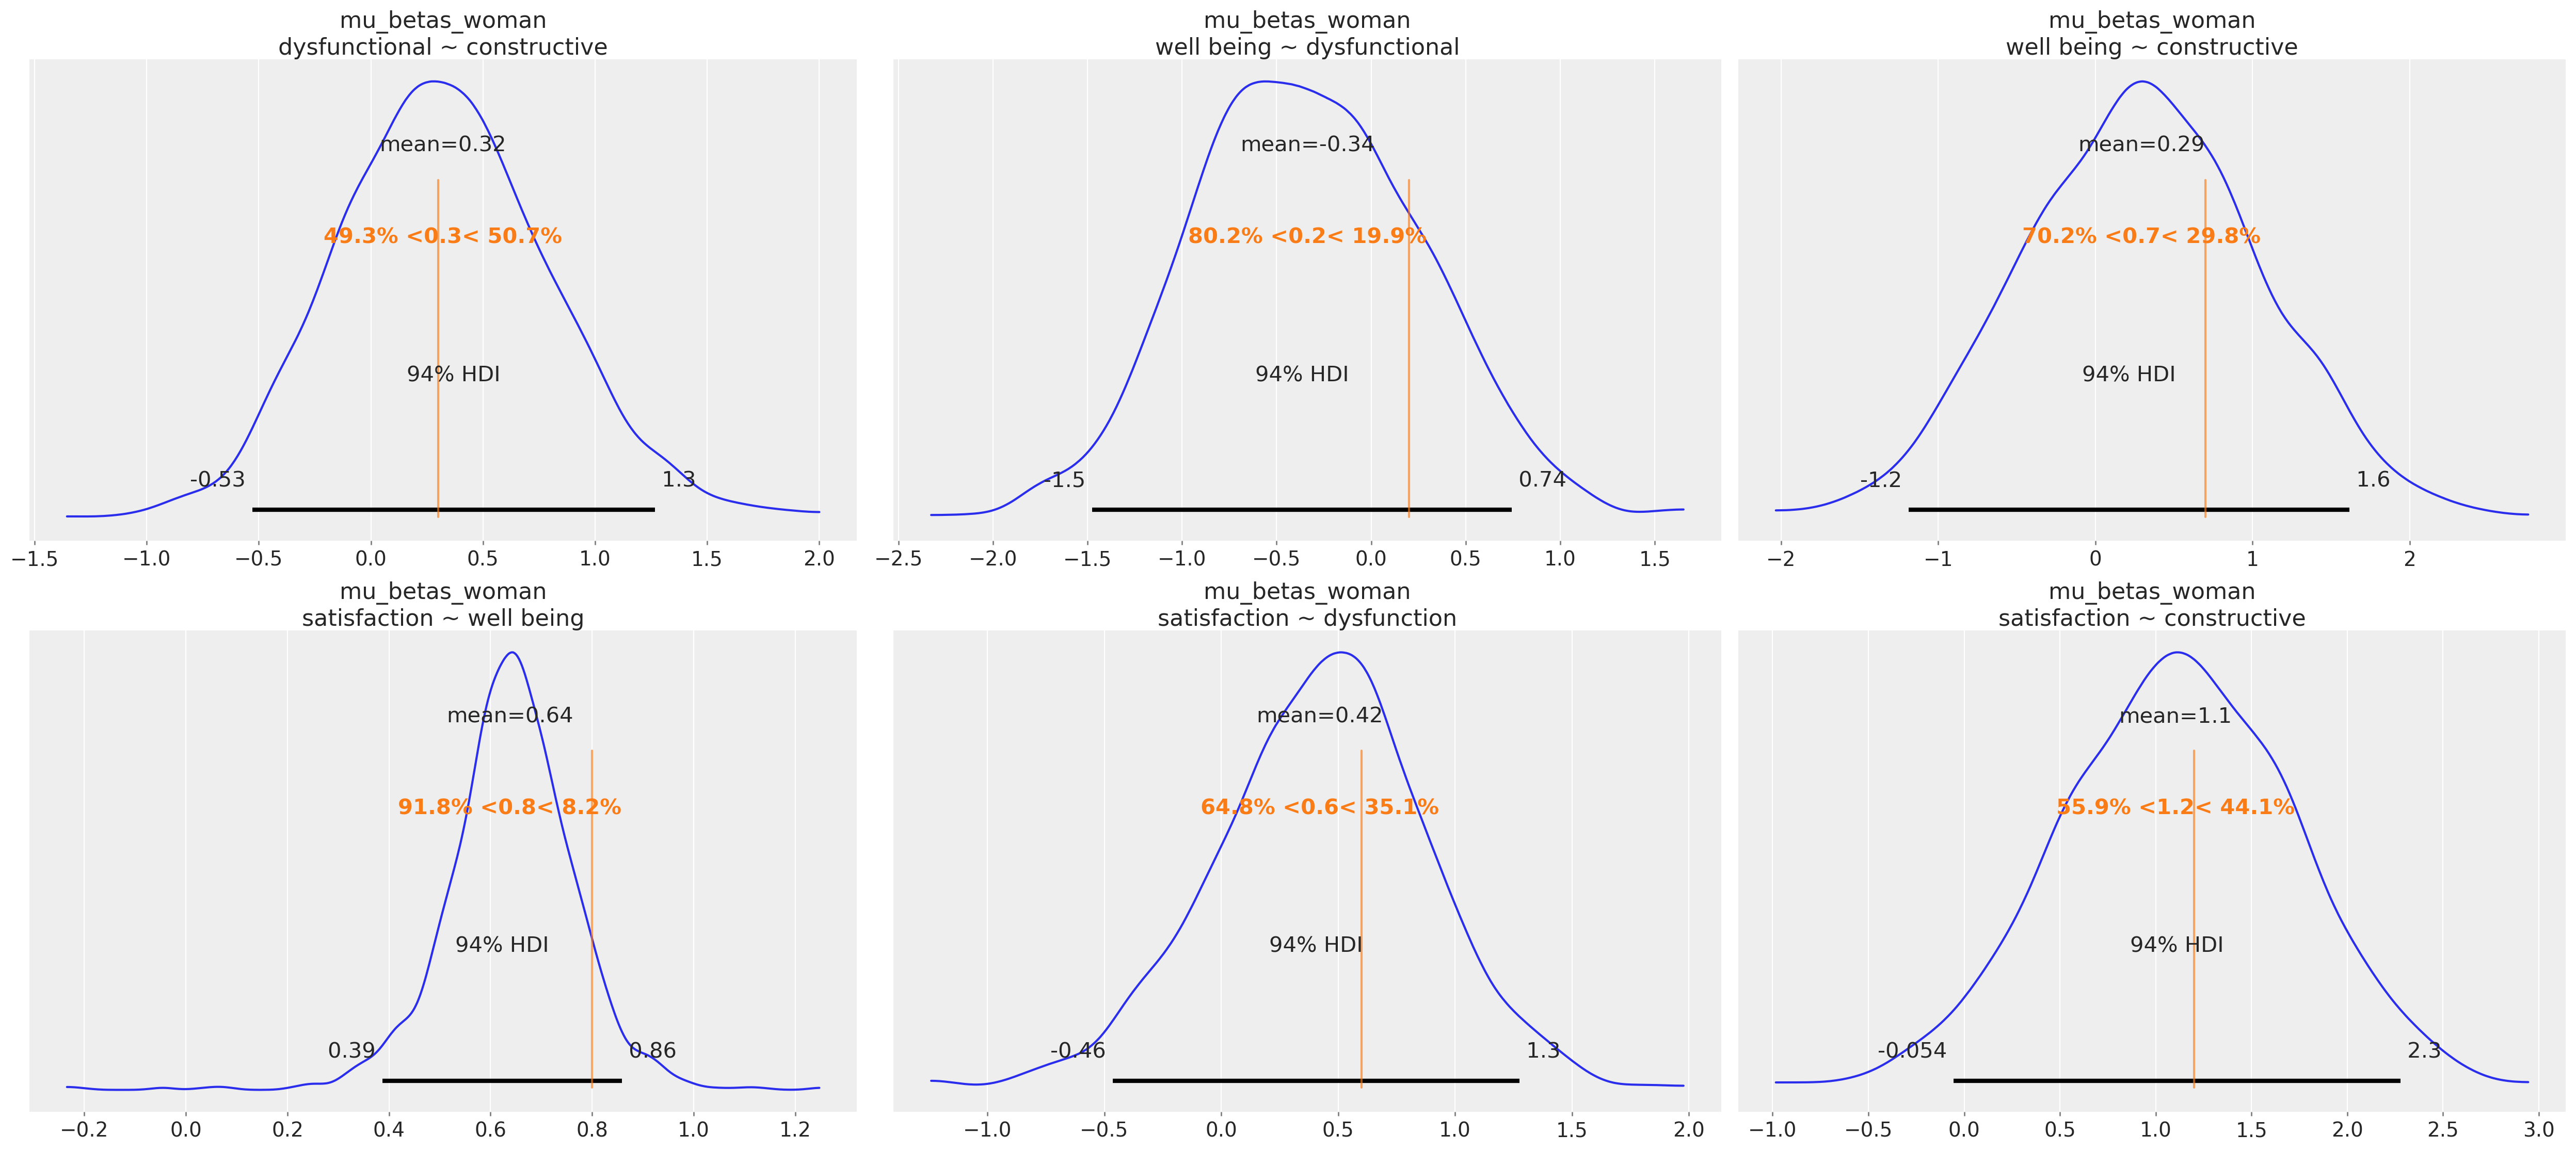 mu_betas_woman
dysfunctional ~ constructive
mean=0.32
49.3% <0.3< 50.7%
94% HDI
-0.53 1.3
−1.5 −1.0 −0.5 0.0 0.5 1.0 1.5 2.0
mu_betas_woman
well being ~ dysfunctional
mean=-0.34
80.2% <0.2< 19.9%
94% HDI
-1.5 0.74
−2.5 −2.0 −1.5 −1.0 −0.5 0.0 0.5 1.0 1.5
mu_betas_woman
well being ~ constructive
mean=0.29
70.2% <0.7< 29.8%
94% HDI
-1.2 1.6
−2 −1 0 1 2
mu_betas_woman
satisfaction ~ well being
mean=0.64
91.8% <0.8< 8.2%
94% HDI
0.39 0.86
−0.2 0.0 0.2 0.4 0.6 0.8 1.0 1.2
mu_betas_woman
satisfaction ~ dysfunction
mean=0.42
64.8% <0.6< 35.1%
94% HDI
-0.46 1.3
−1.0 −0.5 0.0 0.5 1.0 1.5 2.0
mu_betas_woman
satisfaction ~ constructive
mean=1.1
55.9% <1.2< 44.1%
94% HDI
-0.054 2.3
−1.0 −0.5 0.0 0.5 1.0 1.5 2.0 2.5 3.0